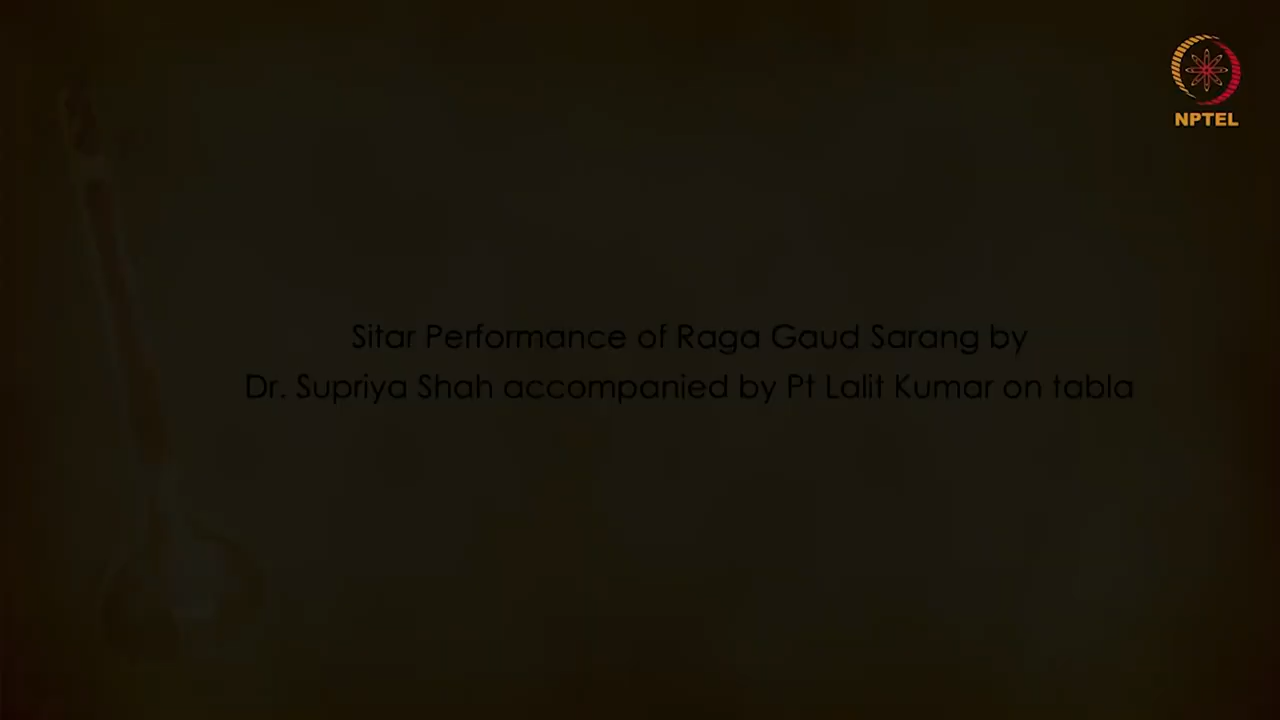 NPTEL
Sitar Performance of Raga Gaud Sarang by
Dr. Supriya Shah accompanied by Pt Lalit Kumar on tabla